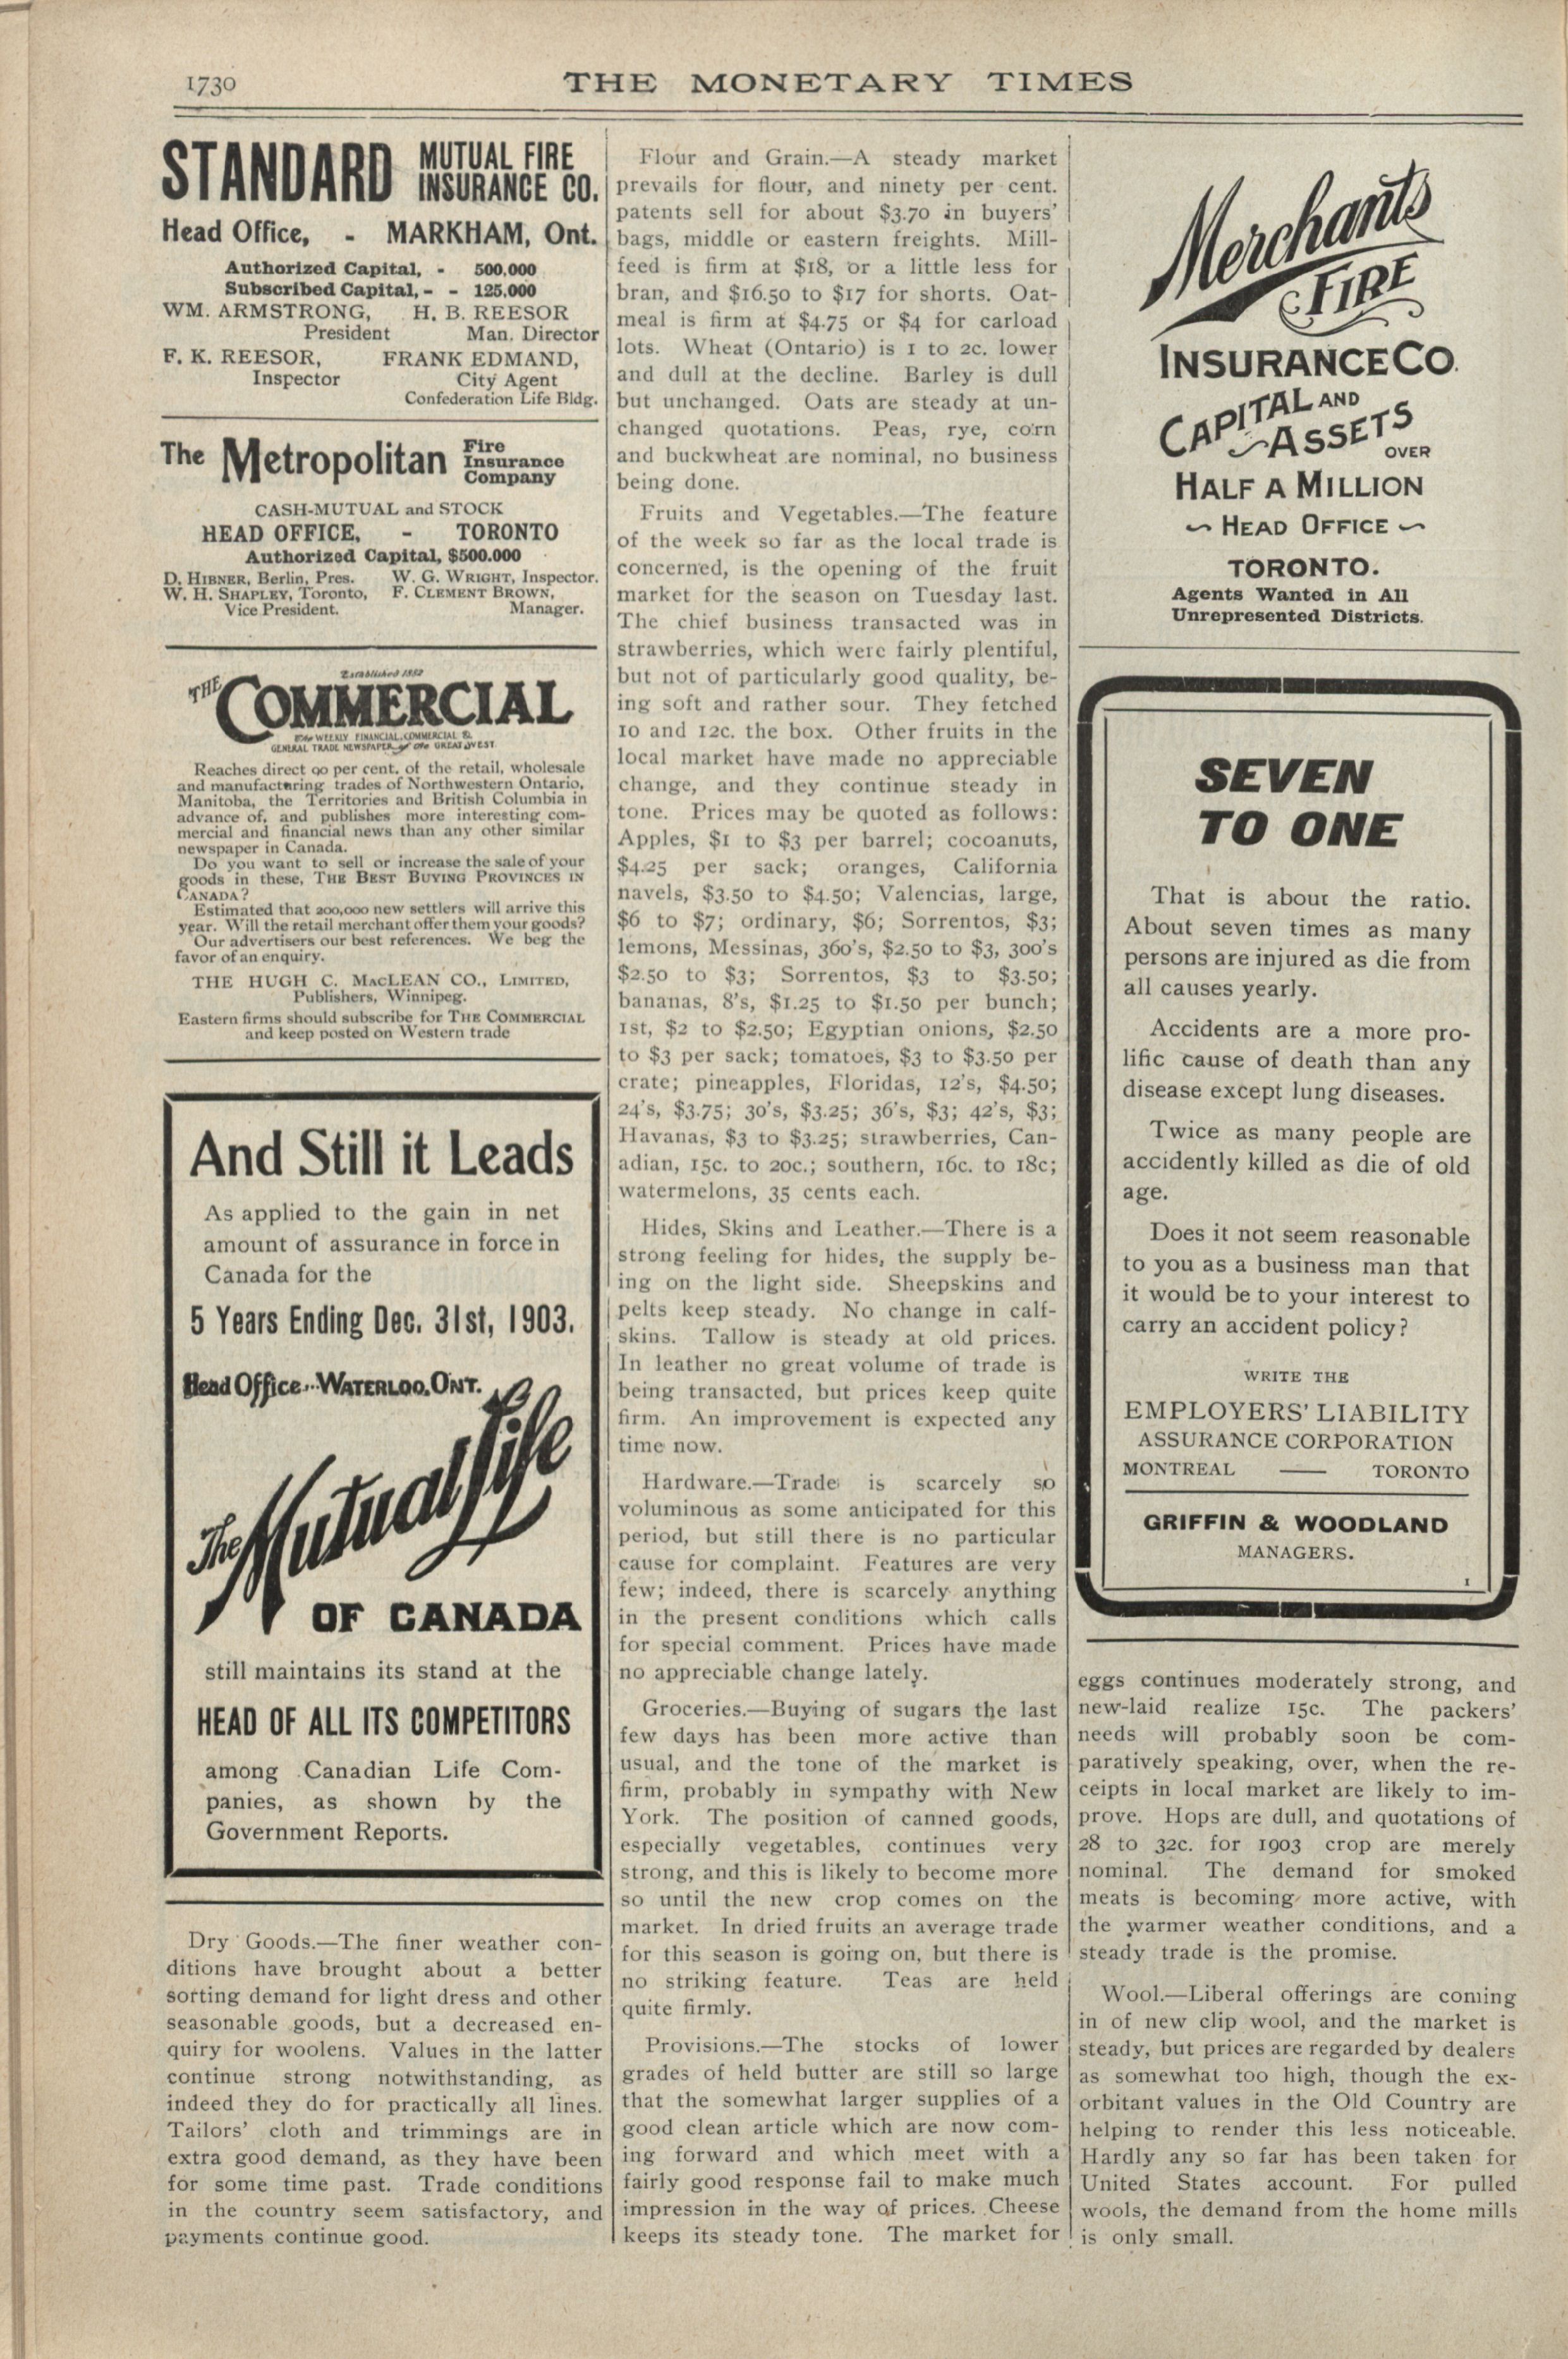 1730
THE MONETARY TIMES
STANDARD MUTUAL FIRE
INSURANCE CO.
Head Office, - MARKHAM, Ont.
Authorized Capital, - 500,000
Subscribed Capital, - - 125,000
WM. ARMSTRONG, H. B. REESOR
President Man. Director
F. K. REESOR, FRANK EDMAND,
Inspector City Agent
Confederation Life Bldg.
The Metropolitan Fire
Insurance
Company
CASH-MUTUAL and STOCK
HEAD OFFICE, - TORONTO
Authorized Capital, $500.000
D. HIBNER, Berlin, Pres. W. G. WRIGHT, Inspector.
W. H. SHAPLEY, Toronto, F. CLEMENT BROWN,
Vice President. Manager.
Established 1882
THE COMMERCIAL
The WEEKLY FINANCIAL, COMMERCIAL &
GENERAL TRADE NEWSPAPER of the GREAT WEST
Reaches direct 90 per cent. of the retail, wholesale
and manufacturing trades of Northwestern Ontario,
Manitoba, the Territories and British Columbia in
advance of, and publishes more interesting com-
mercial and financial news than any other similar
newspaper in Canada.
Do you want to sell or increase the sale of your
goods in these, THE BEST BUYING PROVINCES IN
CANADA?
Estimated that 200,000 new settlers will arrive this
year. Will the retail merchant offer them your goods?
Our advertisers our best references. We beg the
favor of an enquiry.
THE HUGH C. MACLEAN CO., LIMITED,
Publishers, Winnipeg.
Eastern firms should subscribe for THE COMMERCIAL
and keep posted on Western trade
And Still it Leads
As applied to the gain in net
amount of assurance in force in
Canada for the
5 Years Ending Dec. 31st, 1903.
Head Office.. WATERLOO, ONT.
The Mutual Life
OF CANADA
still maintains its stand at the
HEAD OF ALL ITS COMPETITORS
among Canadian Life Com-
panies, as shown by the
Government Reports.
Dry Goods.—The finer weather con-
ditions have brought about a better
sorting demand for light dress and other
seasonable goods, but a decreased en-
quiry for woolens. Values in the latter
continue strong notwithstanding, as
indeed they do for practically all lines.
Tailors' cloth and trimmings are in
extra good demand, as they have been
for some time past. Trade conditions
in the country seem satisfactory, and
payments continue good.
Flour and Grain.—A steady market
prevails for flour, and ninety per cent.
patents sell for about $3.70 in buyers'
bags, middle or eastern freights. Mill-
feed is firm at $18, or a little less for
bran, and $16.50 to $17 for shorts. Oat-
meal is firm at $4.75 or $4 for carload
lots. Wheat (Ontario) is 1 to 2c. lower
and dull at the decline. Barley is dull
but unchanged. Oats are steady at un-
changed quotations. Peas, rye, corn
and buckwheat are nominal, no business
being done.
Fruits and Vegetables.—The feature
of the week so far as the local trade is
concerned, is the opening of the fruit
market for the season on Tuesday last.
The chief business transacted was in
strawberries, which were fairly plentiful,
but not of particularly good quality, be-
ing soft and rather sour. They fetched
10 and 12c. the box. Other fruits in the
local market have made no appreciable
change, and they continue steady in
tone. Prices may be quoted as follows:
Apples, $1 to $3 per barrel; cocoanuts,
$4.25 per sack; oranges, California
navels, $3.50 to $4.50; Valencias, large,
$6 to $7; ordinary, $6; Sorrentos, $3;
lemons, Messinas, 360's, $2.50 to $3, 300's
$2.50 to $3; Sorrentos, $3 to $3.50;
bananas, 8's, $1.25 to $1.50 per bunch;
1st, $2 to $2.50; Egyptian onions, $2.50
to $3 per sack; tomatoes, $3 to $3.50 per
crate; pineapples, Floridas, 12's, $4.50;
24's, $3.75; 30's, $3.25; 36's, $3; 42's, $3;
Havanas, $3 to $3.25; strawberries, Can-
adian, 15c. to 20c.; southern, 16c. to 18c;
watermelons, 35 cents each.
Hides, Skins and Leather.—There is a
strong feeling for hides, the supply be-
ing on the light side. Sheepskins and
pelts keep steady. No change in calf-
skins. Tallow is steady at old prices.
In leather no great volume of trade is
being transacted, but prices keep quite
firm. An improvement is expected any
time now.
Hardware.—Trade is scarcely so
voluminous as some anticipated for this
period, but still there is no particular
cause for complaint. Features are very
few; indeed, there is scarcely anything
in the present conditions which calls
for special comment. Prices have made
no appreciable change lately.
Groceries.—Buying of sugars the last
few days has been more active than
usual, and the tone of the market is
firm, probably in sympathy with New
York. The position of canned goods,
especially vegetables, continues very
strong, and this is likely to become more
so until the new crop comes on the
market. In dried fruits an average trade
for this season is going on, but there is
no striking feature. Teas are held
quite firmly.
Provisions.—The stocks of lower
grades of held butter are still so large
that the somewhat larger supplies of a
good clean article which are now com-
ing forward and which meet with a
fairly good response fail to make much
impression in the way of prices. Cheese
keeps its steady tone. The market for
Merchants
FIRE
INSURANCE CO.
CAPITAL AND
ASSETS
OVER
HALF A MILLION
HEAD OFFICE
TORONTO.
Agents Wanted in All
Unrepresented Districts.
SEVEN
TO ONE
That is about the ratio.
About seven times as many
persons are injured as die from
all causes yearly.
Accidents are a more pro-
lific cause of death than any
disease except lung diseases.
Twice as many people are
accidently killed as die of old
age.
Does it not seem reasonable
to you as a business man that
it would be to your interest to
carry an accident policy?
WRITE THE
EMPLOYERS' LIABILITY
ASSURANCE CORPORATION
MONTREAL — TORONTO
GRIFFIN & WOODLAND
MANAGERS.
1
eggs continues moderately strong, and
new-laid realize 15c. The packers'
needs will probably soon be com-
paratively speaking, over, when the re-
ceipts in local market are likely to im-
prove. Hops are dull, and quotations of
28 to 32c. for 1903 crop are merely
nominal. The demand for smoked
meats is becoming more active, with
the warmer weather conditions, and a
steady trade is the promise.
Wool.—Liberal offerings are coming
in of new clip wool, and the market is
steady, but prices are regarded by dealers
as somewhat too high, though the ex-
orbitant values in the Old Country are
helping to render this less noticeable.
Hardly any so far has been taken for
United States account. For pulled
wools, the demand from the home mills
is only small.